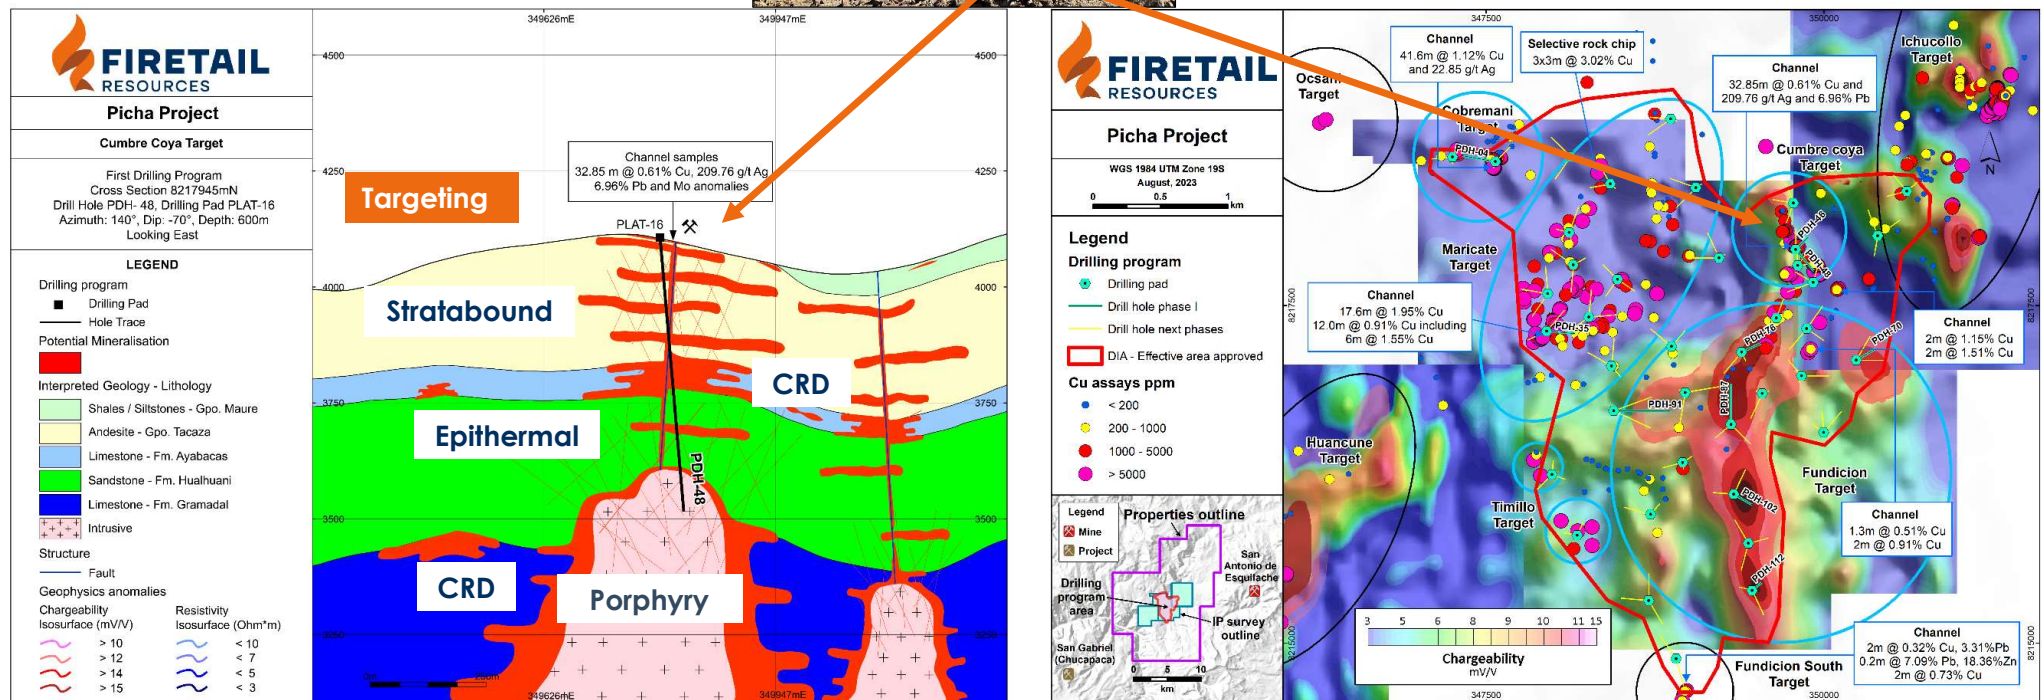 FIRETAIL
RESOURCES
Picha Project
Cumbre Coya Target
First Drilling Program
Cross Section 8217945mN
Drill Hole PDH- 48, Drilling Pad PLAT-16
Azimuth: 140°, Dip: -70°, Depth: 600m
Looking East
LEGEND
Drilling program
Drilling Pad
Hole Trace
Potential Mineralisation
Interpreted Geology - Lithology
Shales / Siltstones - Gpo. Maure
Andesite - Gpo. Tacaza
Limestone - Fm. Ayabacas
Sandstone - Fm. Hualhuani
Limestone - Fm. Gramadal
Intrusive
Structure
Fault
Geophysics anomalies
Chargeability
Isosurface (mV/V)
> 10
> 12
> 14
> 15
Resistivity
Isosurface (Ohm*m)
< 10
< 7
< 5
< 3
349626mE
349947mE
4500
4500
4250
4250
4000
4000
3750
3750
3500
3500
3250
349626mE
349947mE
Targeting
Channel samples
32.85 m @ 0.61% Cu, 209.76 g/t Ag
6.96% Pb and Mo anomalies
PLAT-16
Stratabound
CRD
Epithermal
PDH-48
CRD
Porphyry
FIRETAIL
RESOURCES
Picha Project
WGS 1984 UTM Zone 19S
August, 2023
0 0.5 1
km
Legend
Drilling program
Drilling pad
Drill hole phase I
Drill hole next phases
DIA - Effective area approved
Cu assays ppm
< 200
200 - 1000
1000 - 5000
> 5000
Legend
Mine
Project
Properties outline
San
Antonio de
Esquilache
Drilling
program
area
IP survey
outline
San Gabriel
(Chucapaca)
0 5 10
km
347500
350000
Ocsani
Target
Channel
41.6m @ 1.12% Cu
and 22.85 g/t Ag
Selective rock chip
3x3m @ 3.02% Cu
Channel
32.85m @ 0.61% Cu and
209.76 g/t Ag and 6.96% Pb
Ichucollo
Target
Cobremani
Target
PDH-04
Cumbre coya
Target
N
PDH-46
PDH-48
Maricate
Target
8217500
8217500
Channel
17.6m @ 1.95% Cu
12.0m @ 0.91% Cu including
6m @ 1.55% Cu
PDH-35
PDH-76
PDH-70
Channel
2m @ 1.15% Cu
2m @ 1.51% Cu
PDH-97
PDH-91
Huancune
Target
Fundicion
Target
PDH-102
Timillo
Target
Channel
1.3m @ 0.51% Cu
2m @ 0.91% Cu
PDH-112
3 5 6 8 9 10 11 15
Chargeability
mV/V
8215000
8215000
Channel
2m @ 0.32% Cu, 3.31%Pb
0.2m @ 7.09% Pb, 18.36%Zn
2m @ 0.73% Cu
Fundicion South
Target
347500
350000